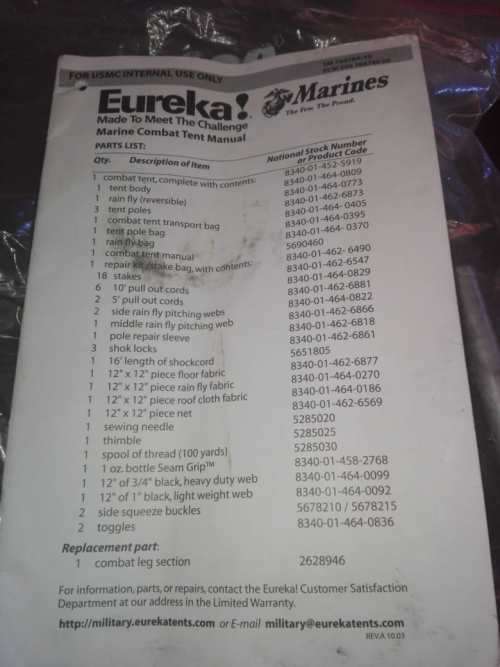 FOR USMC INTERNAL USE ONLY
Eureka!
Made To Meet The Challenge
Marine Combat Tent Manual
Marines
The Few. The Proud.
PARTS LIST:
Qty. Description of Item National Stock Number
or Product Code
1 combat tent, complete with contents: 8340-01-452-5919
1 tent body 8340-01-464-0809
1 rain fly (reversible) 8340-01-464-0773
3 tent poles 8340-01-462-6873
1 combat tent transport bag 8340-01-464- 0405
1 tent pole bag 8340-01-464-0395
1 rain fly bag 8340-01-464- 0370
1 combat tent manual 5690460
1 repair kit/stake bag, with contents: 8340-01-462- 6490
18 stakes 8340-01-462-6547
6 10' pull out cords 8340-01-464-0829
2 5' pull out cords 8340-01-462-6881
2 side rain fly pitching webs 8340-01-464-0822
1 middle rain fly pitching web 8340-01-462-6866
1 pole repair sleeve 8340-01-462-6818
3 shok locks 8340-01-462-6861
1 16' length of shockcord 5651805
1 12" x 12" piece floor fabric 8340-01-462-6877
1 12" x 12" piece rain fly fabric 8340-01-464-0270
1 12" x 12" piece roof cloth fabric 8340-01-464-0186
1 12" x 12" piece net 8340-01-462-6569
1 sewing needle 5285020
1 thimble 5285025
1 spool of thread (100 yards) 5285030
1 1 oz. bottle Seam Grip™ 8340-01-458-2768
1 12" of 3/4" black, heavy duty web 8340-01-464-0099
1 12" of 1" black, light weight web 8340-01-464-0092
2 side squeeze buckles 5678210 / 5678215
2 toggles 8340-01-464-0836
Replacement part:
1 combat leg section 2628946
For information, parts, or repairs, contact the Eureka! Customer Satisfaction
Department at our address in the Limited Warranty.
http://military.eurekatents.com or E-mail military@eurekatents.com
REV.A 10.03